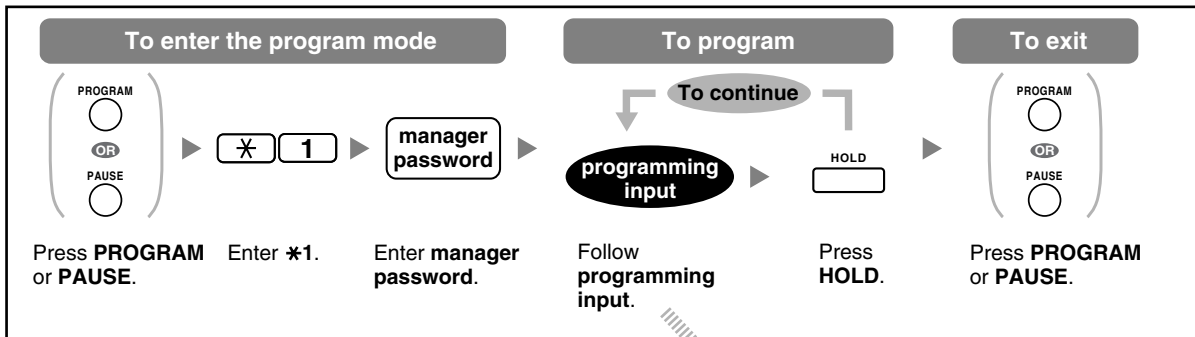 To enter the program mode
To program
To exit
PROGRAM
OR
PAUSE
* 1
manager
password
To continue
programming
input
HOLD
PROGRAM
OR
PAUSE
Press PROGRAM
or PAUSE.
Enter *1.
Enter manager
password.
Follow
programming
input.
Press
HOLD.
Press PROGRAM
or PAUSE.